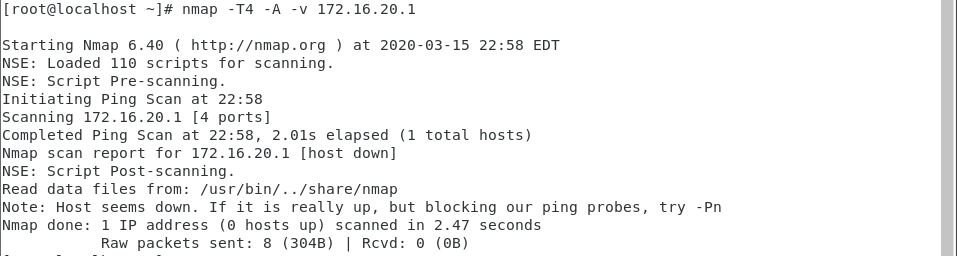 [root@localhost ~]# nmap -T4 -A -v 172.16.20.1
Starting Nmap 6.40 ( http://nmap.org ) at 2020-03-15 22:58 EDT
NSE: Loaded 110 scripts for scanning.
NSE: Script Pre-scanning.
Initiating Ping Scan at 22:58
Scanning 172.16.20.1 [4 ports]
Completed Ping Scan at 22:58, 2.01s elapsed (1 total hosts)
Nmap scan report for 172.16.20.1 [host down]
NSE: Script Post-scanning.
Read data files from: /usr/bin/../share/nmap
Note: Host seems down. If it is really up, but blocking our ping probes, try -Pn
Nmap done: 1 IP address (0 hosts up) scanned in 2.47 seconds
Raw packets sent: 8 (304B) | Rcvd: 0 (0B)